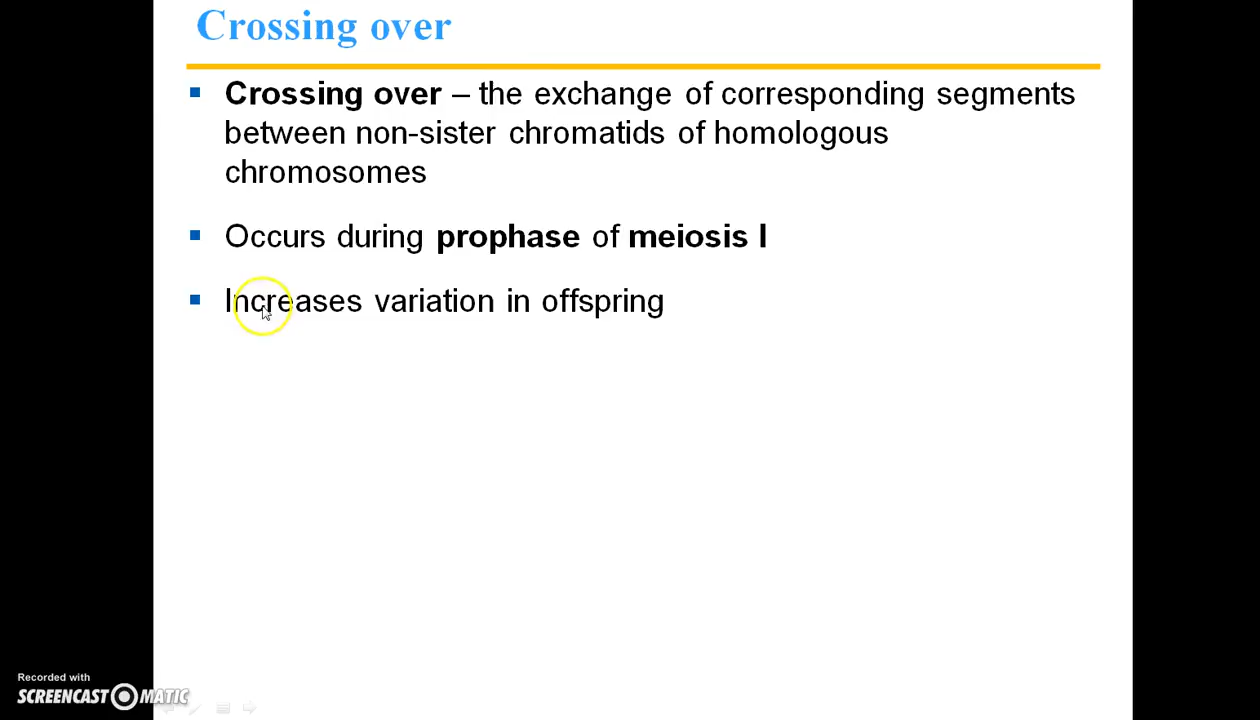 Crossing over
▪ Crossing over – the exchange of corresponding segments
between non-sister chromatids of homologous
chromosomes
▪ Occurs during prophase of meiosis I
▪ Increases variation in offspring
Recorded with
SCREENCAST MATIC